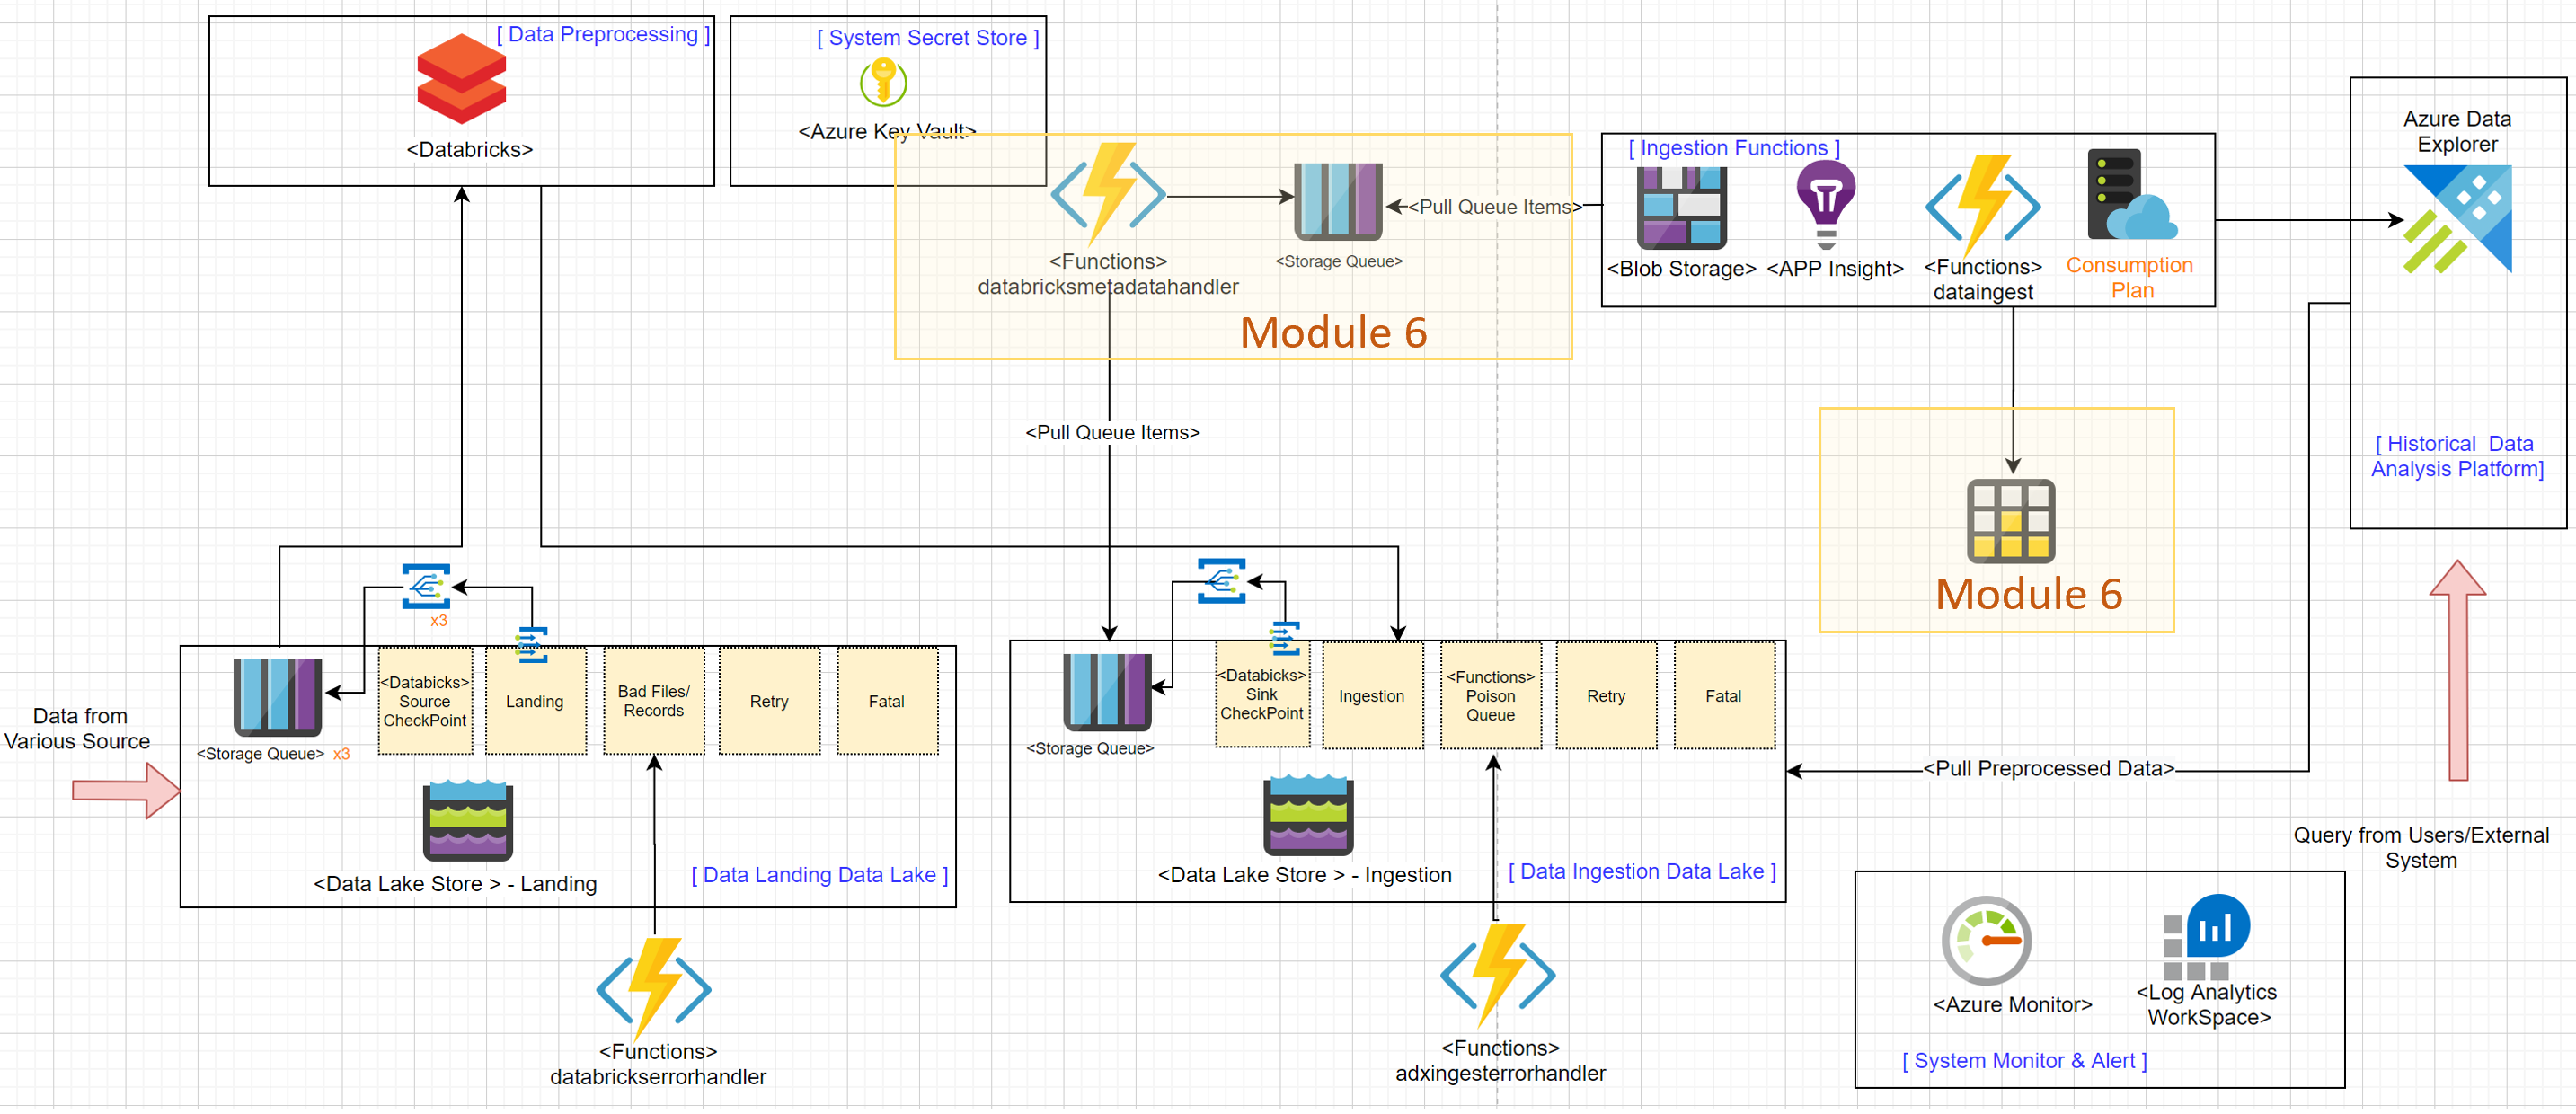 [ Data Preprocessing ]
<Databricks>
[ System Secret Store ]
<Azure Key Vault>
<Functions>
databricksmetadatahandler
<Storage Queue>
<Pull Queue Items>
Module 6
[ Ingestion Functions ]
<Blob Storage>
<APP Insight>
<Functions>
dataingest
Consumption
Plan
Azure Data
Explorer
[ Historical Data
Analysis Platform]
<Pull Queue Items>
Module 6
x3
Data from
Various Source
<Storage Queue> x3
<Databicks>
Source
CheckPoint
Landing
Bad Files/
Records
Retry
Fatal
<Data Lake Store > - Landing
[ Data Landing Data Lake ]
<Storage Queue>
<Databicks>
Sink
CheckPoint
Ingestion
<Functions>
Poison
Queue
Retry
Fatal
<Data Lake Store > - Ingestion
[ Data Ingestion Data Lake ]
<Pull Preprocessed Data>
Query from Users/External
System
<Functions>
databrickserrorhandler
<Functions>
adxingesterrorhandler
<Azure Monitor>
<Log Analytics
WorkSpace>
[ System Monitor & Alert ]